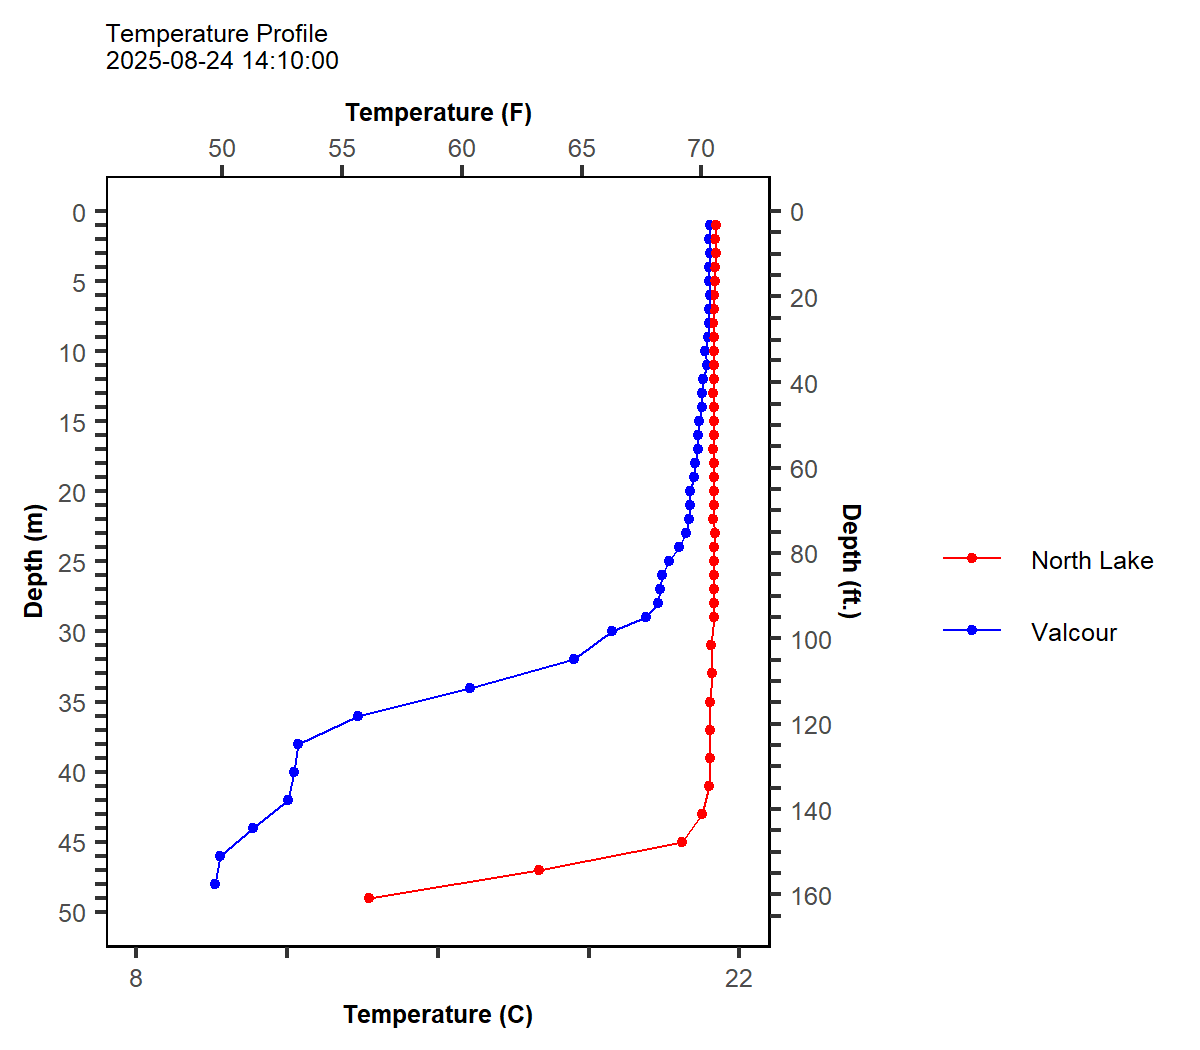 Temperature Profile
2025-08-24 14:10:00
Temperature (F)
50 55 60 65 70
0
5
10
15
20
25
30
35
40
45
50
Depth (m)
0
20
40
60
80
100
120
140
160
Depth (ft.)
North Lake
Valcour
8 22
Temperature (C)